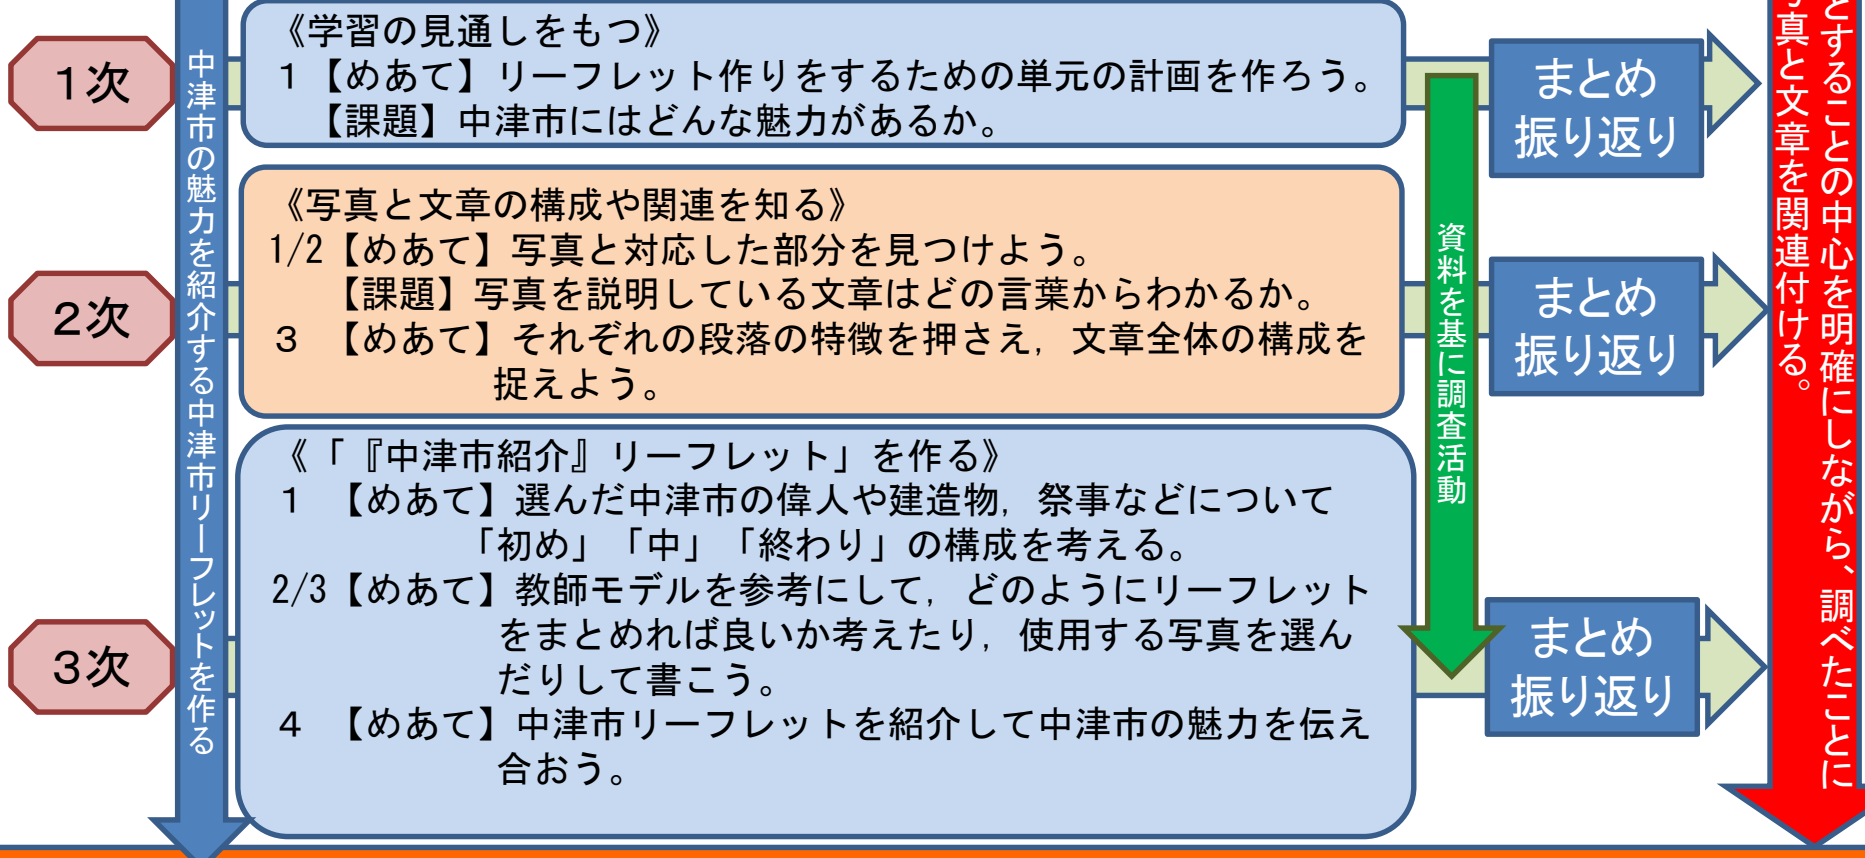 1次
中津市の魅力を紹介する中津市リーフレットを作る
《学習の見通しをもつ》
1 【めあて】リーフレット作りをするための単元の計画を作ろう。
【課題】中津市にはどんな魅力があるか。
まとめ
振り返り
2次
《写真と文章の構成や関連を知る》
1/2【めあて】写真と対応した部分を見つけよう。
【課題】写真を説明している文章はどの言葉からわかるか。
3 【めあて】それぞれの段落の特徴を押さえ，文章全体の構成を
捉えよう。
まとめ
振り返り
資料を基に調査活動
3次
《「『中津市紹介』リーフレット」を作る》
1 【めあて】選んだ中津市の偉人や建造物，祭事などについて
「初め」「中」「終わり」の構成を考える。
2/3【めあて】教師モデルを参考にして，どのようにリーフレット
をまとめれば良いか考えたり，使用する写真を選ん
だりして書こう。
4 【めあて】中津市リーフレットを紹介して中津市の魅力を伝え
合おう。
まとめ
振り返り
とすることの中心を明確にしながら、調べたことに
真と文章を関連付ける。